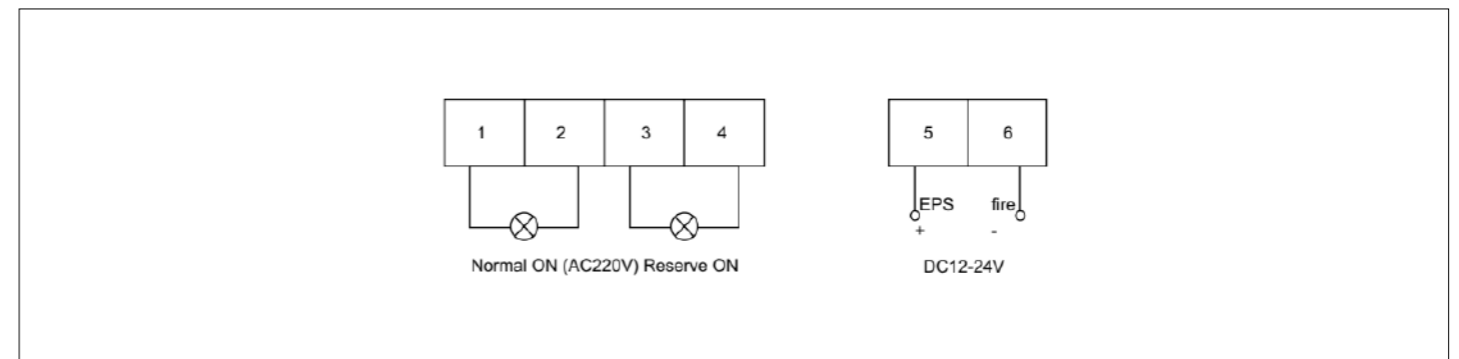 1 2 3 4
5 6
EPS fire
+ -
Normal ON (AC220V) Reserve ON
DC12-24V